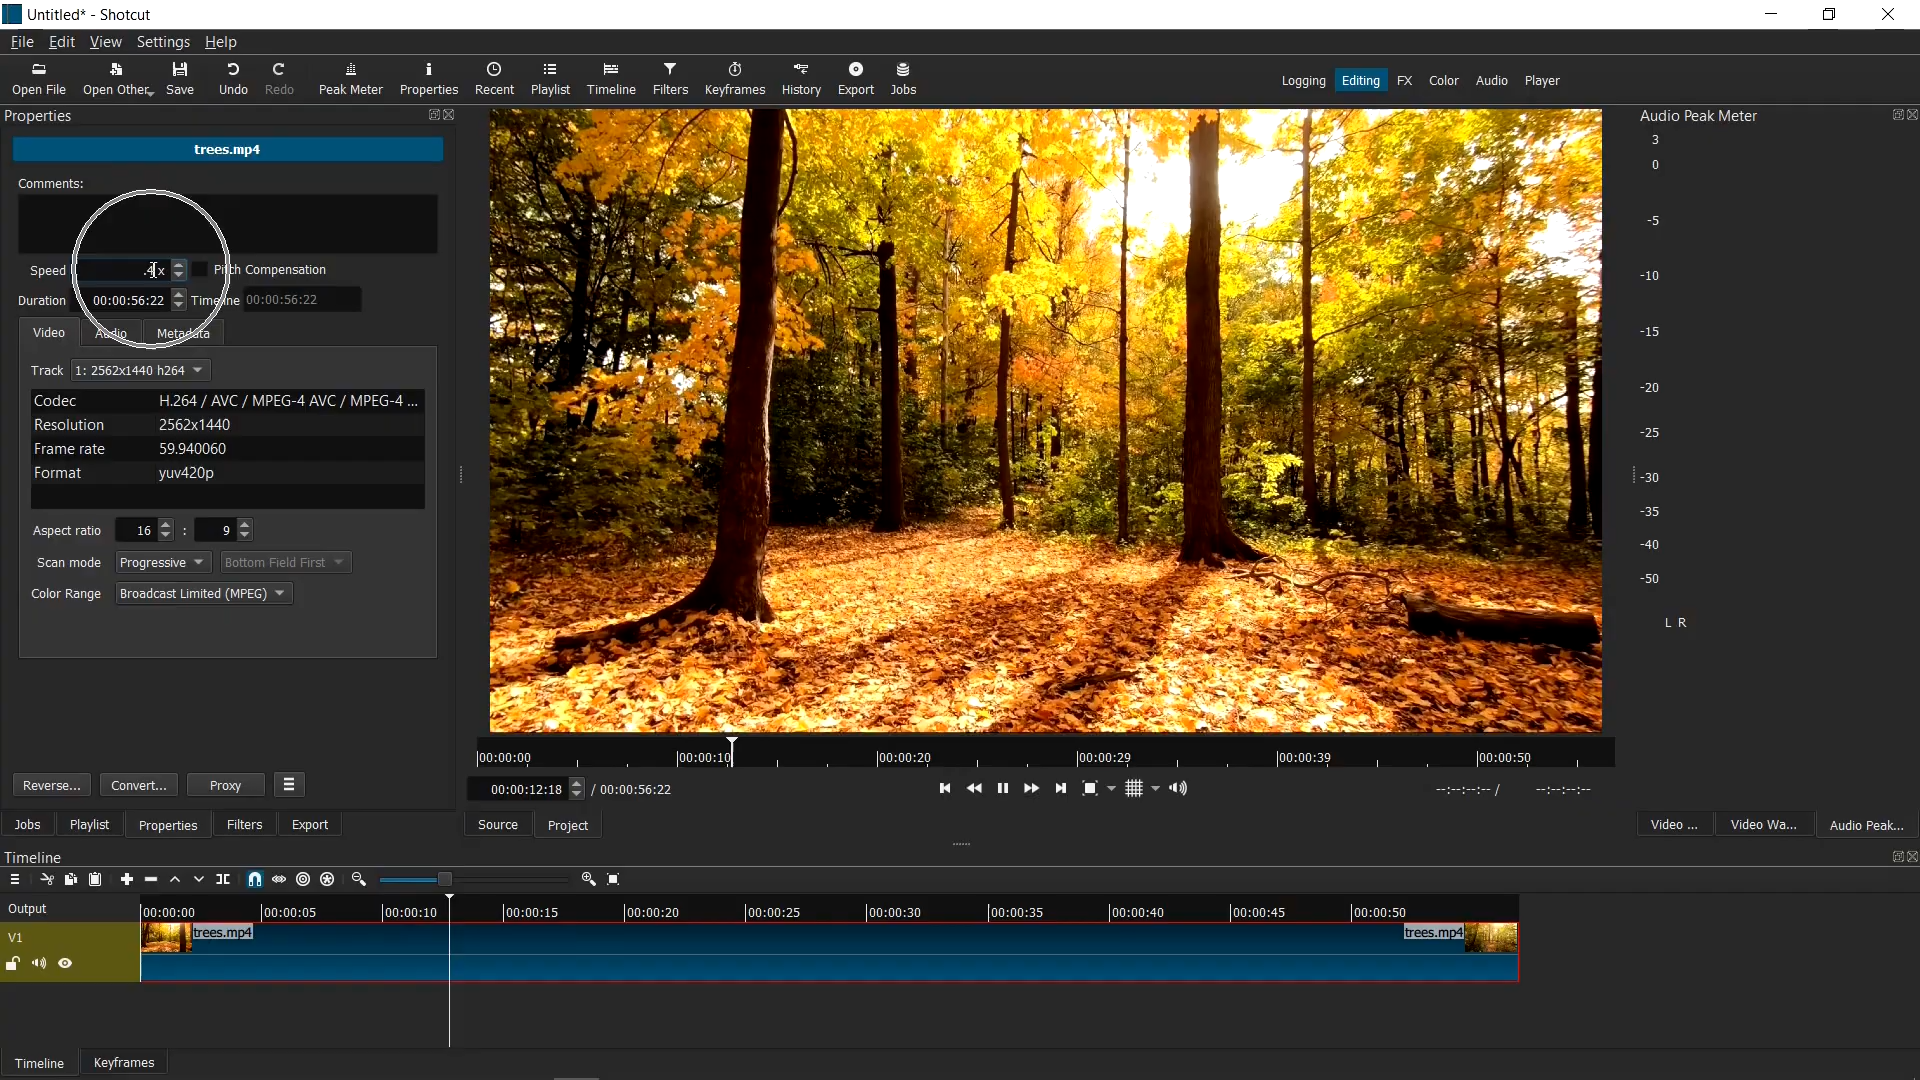 Untitled* - Shotcut
File Edit View Settings Help
Open File Open Other Save Undo Redo Peak Meter Properties Recent Playlist Timeline Filters Keyframes History Export Jobs
Logging Editing FX Color Audio Player
Properties
trees.mp4
Comments:
Speed .4x Pitch Compensation
Duration 00:00:56:22 Timeline 00:00:56:22
Video Audio Metadata
Track 1: 2562x1440 h264
Codec H.264 / AVC / MPEG-4 AVC / MPEG-4 ...
Resolution 2562x1440
Frame rate 59.940060
Format yuv420p
Aspect ratio 16 : 9
Scan mode Progressive Bottom Field First
Color Range Broadcast Limited (MPEG)
Reverse... Convert... Proxy
Jobs Playlist Properties Filters Export
00:00:00 00:00:10 00:00:20 00:00:29 00:00:39 00:00:50
00:00:12:18 / 00:00:56:22
--:--:--:-- / --:--:--:--
Source Project
Audio Peak Meter
3
0
-5
-10
-15
-20
-25
-30
-35
-40
-50
L R
Video ... Video Wa... Audio Peak...
Timeline
Output
00:00:00 00:00:05 00:00:10 00:00:15 00:00:20 00:00:25 00:00:30 00:00:35 00:00:40 00:00:45 00:00:50
V1
trees.mp4 trees.mp4
Timeline Keyframes